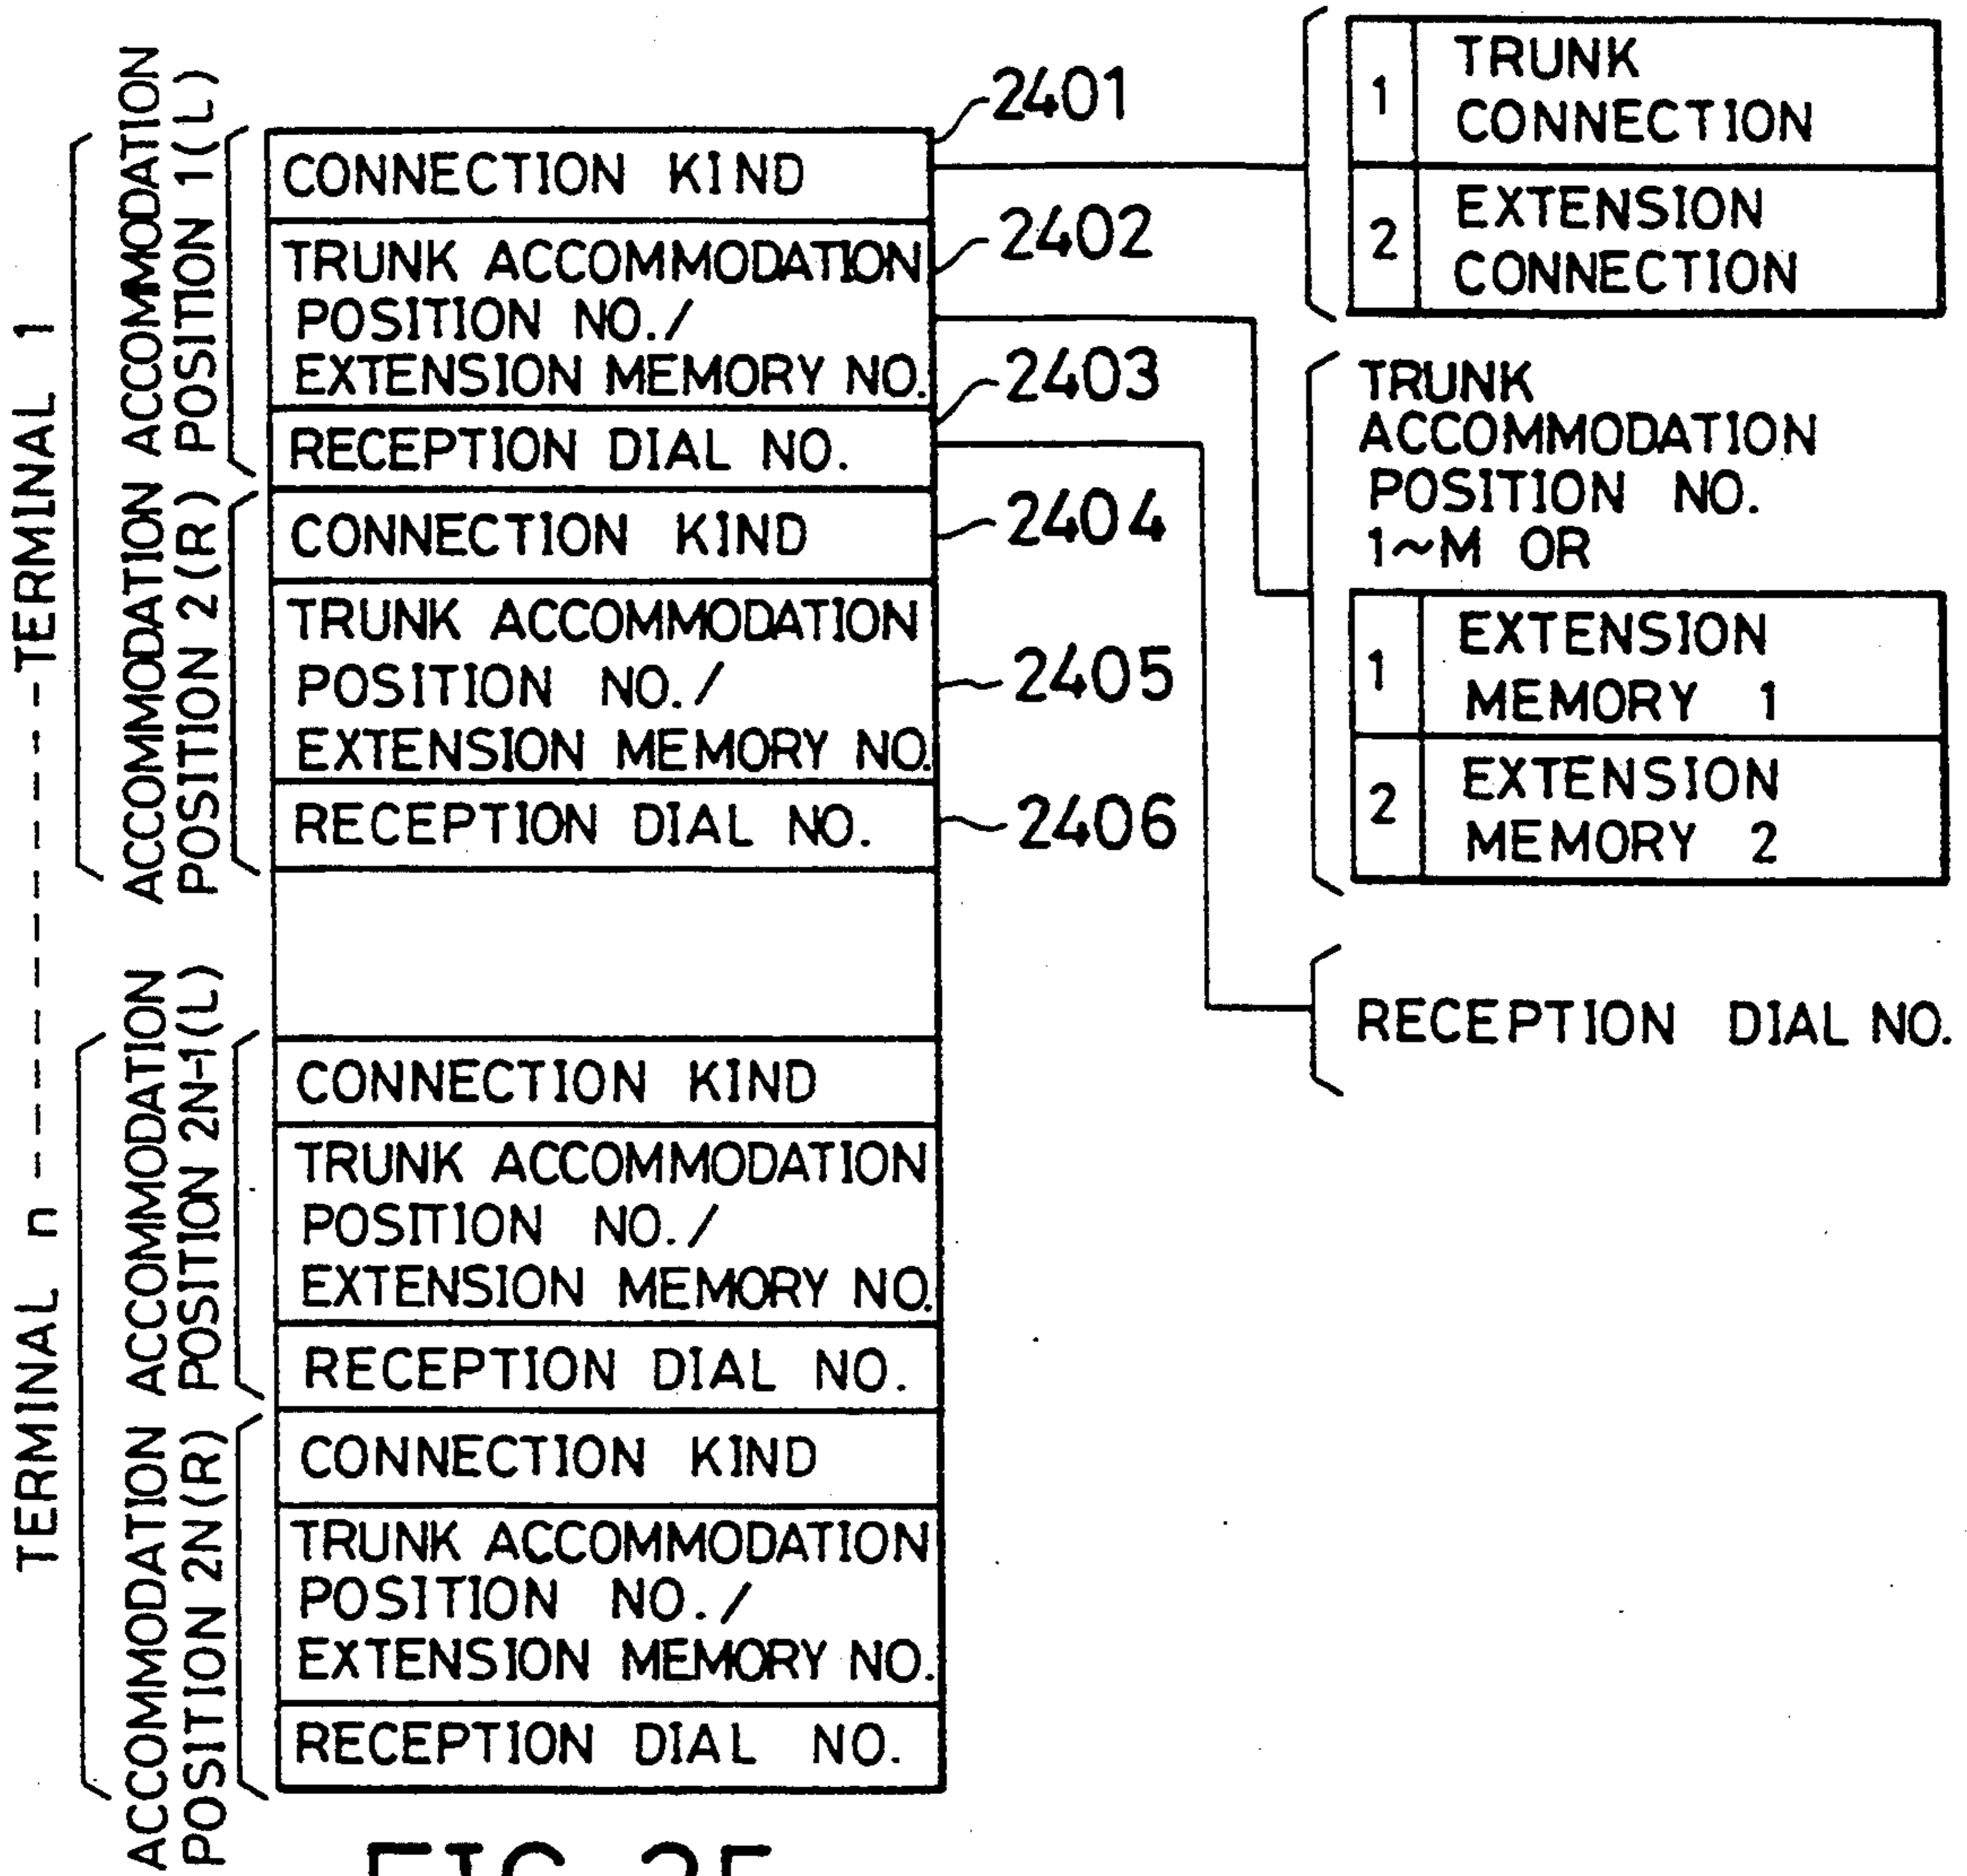 TERMINAL 1
ACCOMMODATION
POSITION 1(L)
CONNECTION KIND
2401
TRUNK ACCOMMODATION
POSITION NO./
EXTENSION MEMORY NO.
2402
RECEPTION DIAL NO.
2403
ACCOMMODATION
POSITION 2(R)
CONNECTION KIND
2404
TRUNK ACCOMMODATION
POSITION NO./
EXTENSION MEMORY NO.
2405
RECEPTION DIAL NO.
2406
TERMINAL n
ACCOMMODATION
POSITION 2N-1(L)
CONNECTION KIND
TRUNK ACCOMMODATION
POSITION NO./
EXTENSION MEMORY NO.
RECEPTION DIAL NO.
ACCOMMODATION
POSITION 2N(R)
CONNECTION KIND
TRUNK ACCOMMODATION
POSITION NO./
EXTENSION MEMORY NO.
RECEPTION DIAL NO.
1 TRUNK
CONNECTION
2 EXTENSION
CONNECTION
TRUNK
ACCOMMODATION
POSITION NO.
1~M OR
1 EXTENSION
MEMORY 1
2 EXTENSION
MEMORY 2
RECEPTION DIAL NO.